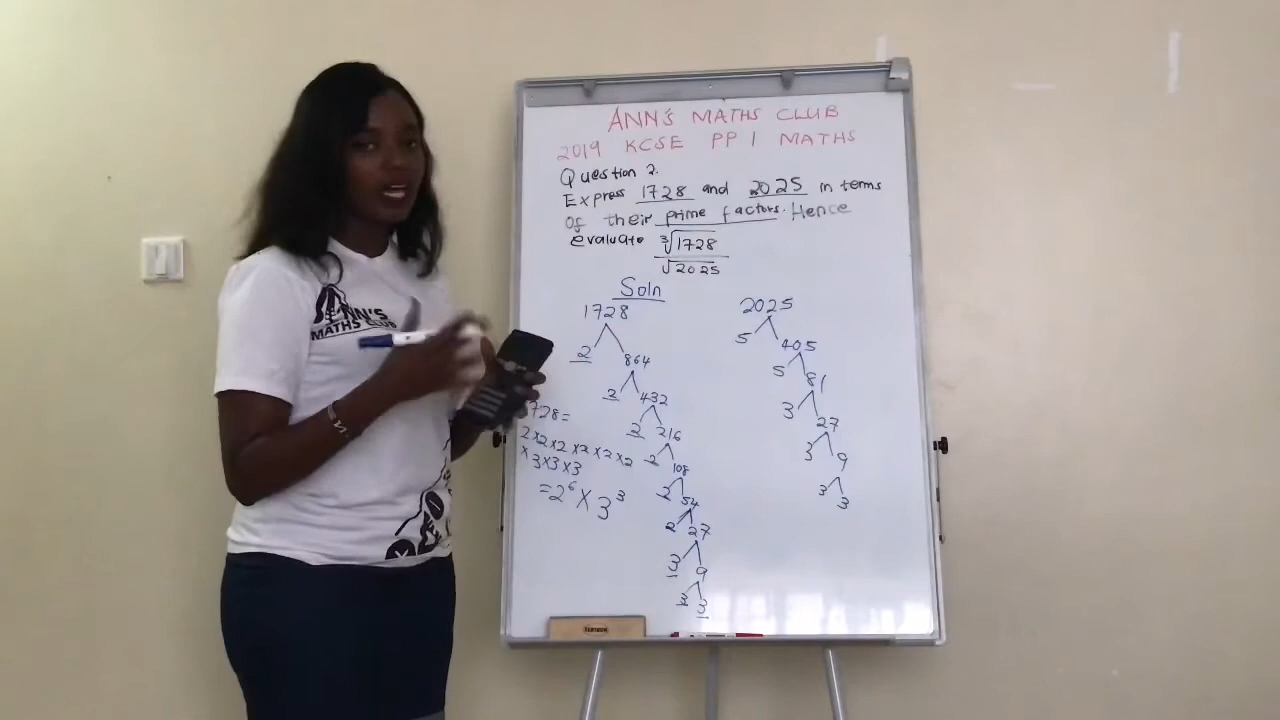 ANN'S MATHS CLUB
2019 KCSE PP 1 MATHS
Question 2.
Express 1728 and 2025 in terms
Of their prime factors. Hence
evaluate ³√1728
√2025
Soln
1728
2 864
2 432
2 216
2 108
2 54
2 27
3 9
3 3
2025
5 405
5 81
3 27
3 9
3 3
728=
2×2×2×2×2×2
×3×3×3
=2⁶×3³
ANN'S
MATHS CLUB